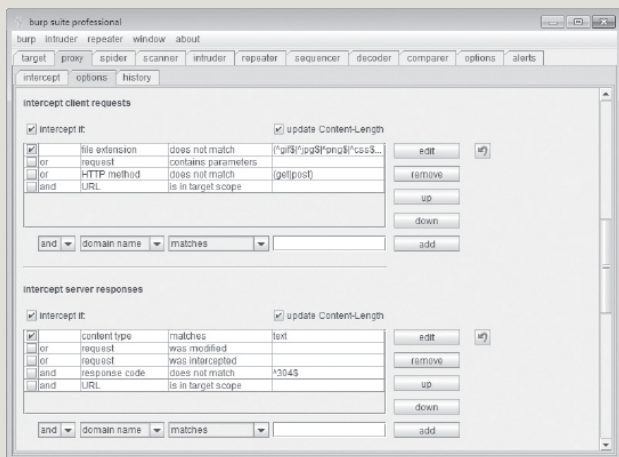 burp suite professional
burp intruder repeater window about
target proxy spider scanner intruder repeater sequencer decoder comparer options alerts
intercept options history
intercept client requests
intercept if: update Content-Length
file extension does not match (^gif$|^jpg$|^png$|^css$...
or request contains parameters
or HTTP method does not match (get|post)
and URL is in target scope
edit
remove
up
down
and domain name matches add
intercept server responses
intercept if: update Content-Length
content type matches text
or request was modified
or request was intercepted
and response code does not match ^304$
and URL is in target scope
edit
remove
up
down
and domain name matches add